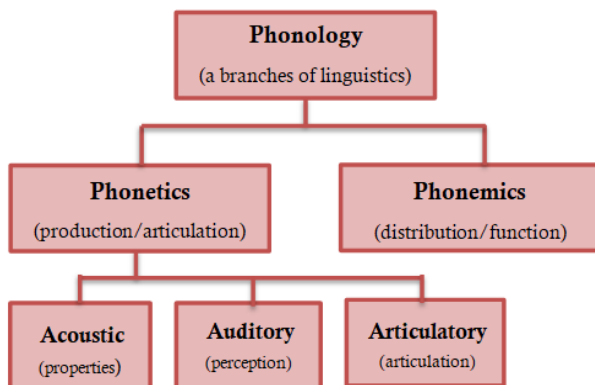 Phonology
(a branches of linguistics)
Phonetics
(production/articulation)
Phonemics
(distribution/function)
Acoustic
(properties)
Auditory
(perception)
Articulatory
(articulation)